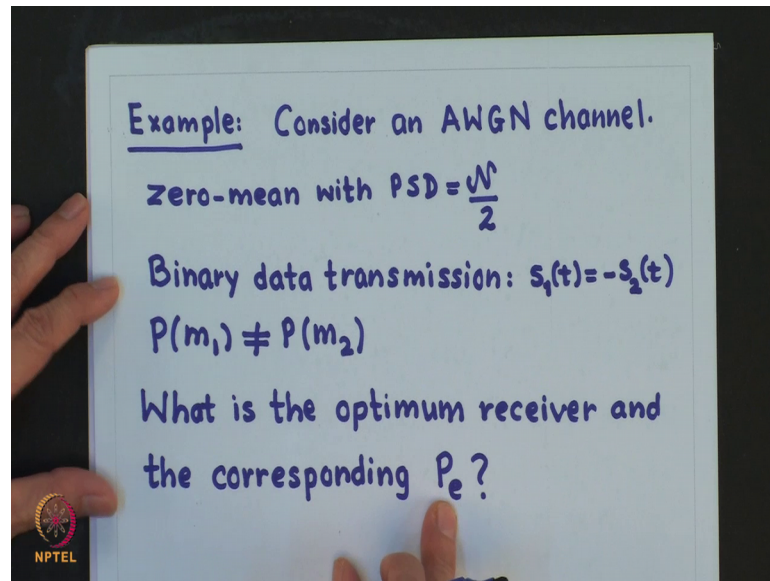 Example: Consider an AWGN channel.
zero-mean with PSD = 𝒩/2
Binary data transmission: s₁(t) = -s₂(t)
P(m₁) ≠ P(m₂)
What is the optimum receiver and
the corresponding Pₑ?
NPTEL